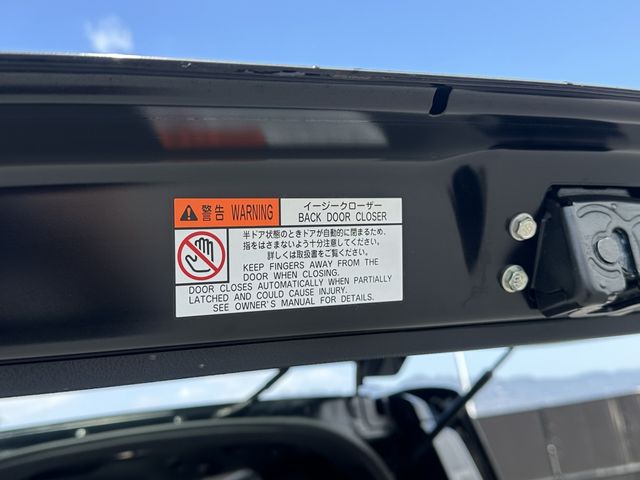 警告 WARNING
イージークローザー
BACK DOOR CLOSER
半ドア状態のときドアが自動的に閉まるため、
指をはさまないよう十分注意してください。
詳しくは取扱書をご覧ください。
KEEP FINGERS AWAY FROM THE
DOOR WHEN CLOSING.
DOOR CLOSES AUTOMATICALLY WHEN PARTIALLY
LATCHED AND COULD CAUSE INJURY.
SEE OWNER'S MANUAL FOR DETAILS.